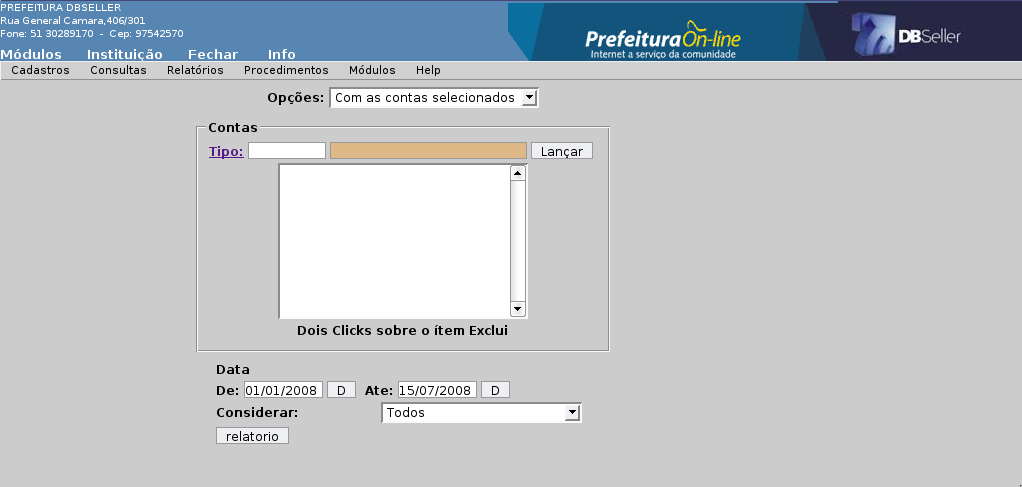 PREFEITURA DBSELLER
Rua General Camara,406/301
Fone: 51 30289170 - Cep: 97542570
Módulos Instituição Fechar Info
PrefeituraOn-line
Internet a serviço da comunidade
DBSeller
Cadastros Consultas Relatórios Procedimentos Módulos Help
Opções: Com as contas selecionados
Contas
Tipo: Lançar
Dois Clicks sobre o ítem Exclui
Data
De: 01/01/2008 D Ate: 15/07/2008 D
Considerar: Todos
relatorio